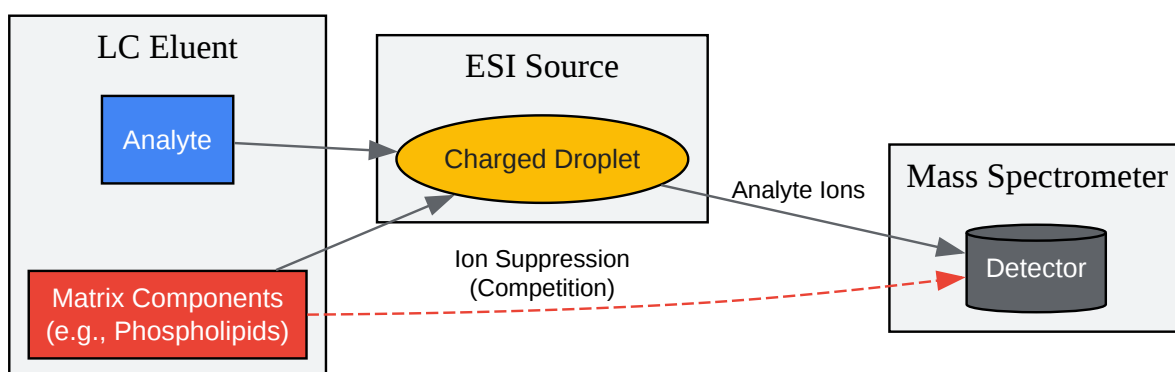 LC Eluent
Analyte
Matrix Components
(e.g., Phospholipids)
ESI Source
Charged Droplet
Ion Suppression
(Competition)
Analyte Ions
Mass Spectrometer
Detector